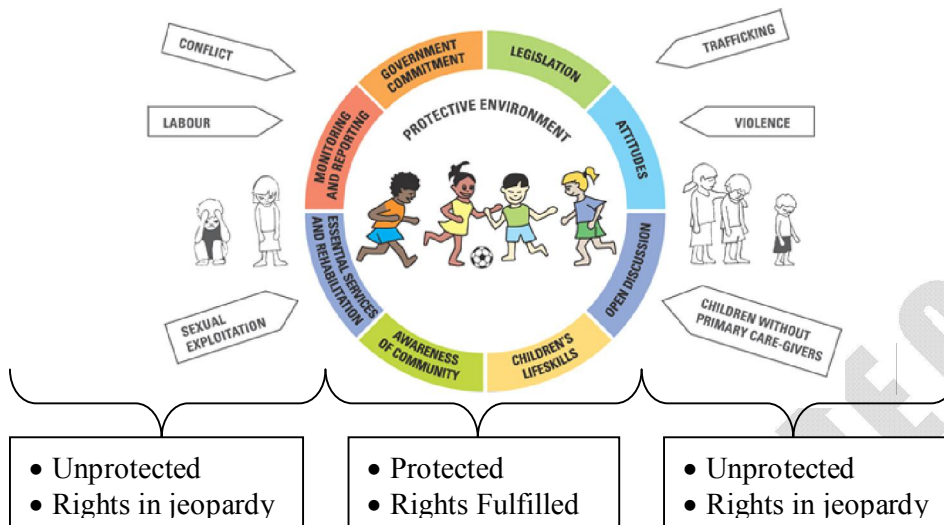 CONFLICT
LABOUR
SEXUAL
EXPLOITATION
GOVERNMENT
COMMITMENT
LEGISLATION
ATTITUDES
OPEN DISCUSSION
CHILDREN'S
LIFESKILLS
AWARENESS
OF COMMUNITY
ESSENTIAL SERVICES
AND REHABILITATION
MONITORING
AND REPORTING
PROTECTIVE ENVIRONMENT
TRAFFICKING
VIOLENCE
CHILDREN WITHOUT
PRIMARY CARE-GIVERS
• Unprotected
• Rights in jeopardy
• Protected
• Rights Fulfilled
• Unprotected
• Rights in jeopardy